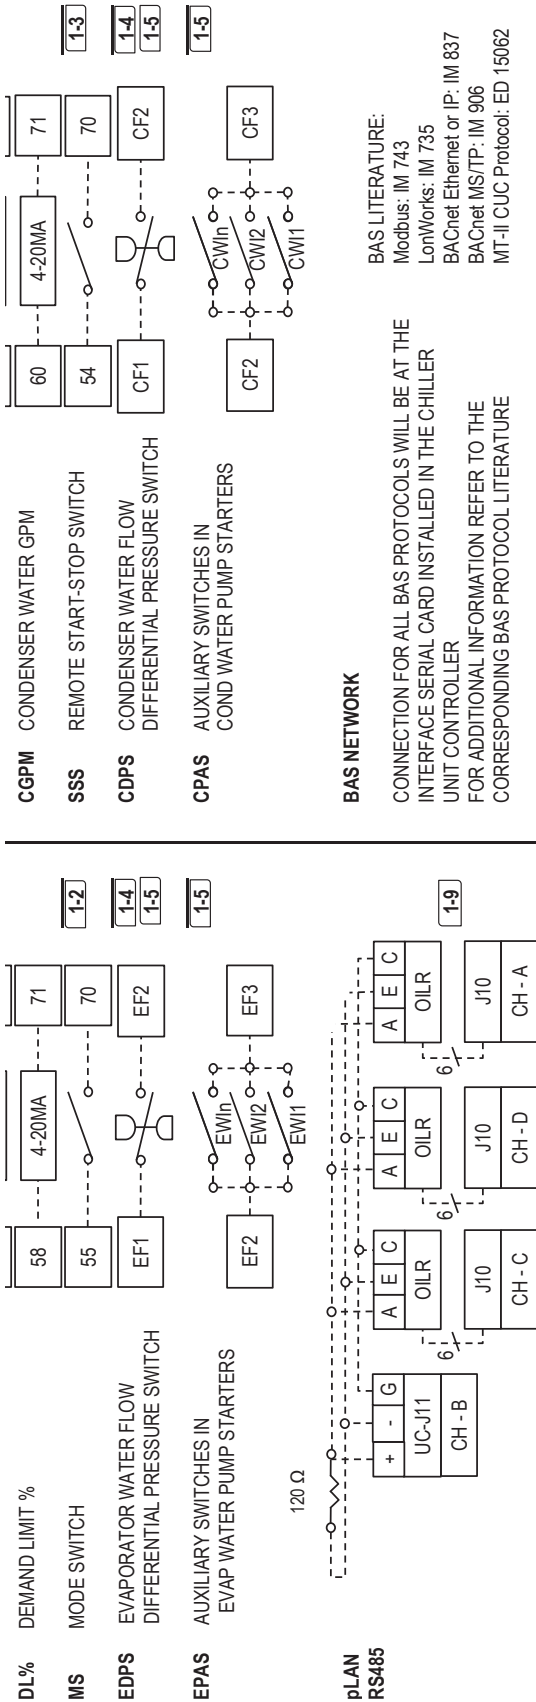 DL% DEMAND LIMIT % 58 4-20MA 71
MS MODE SWITCH 55 70 1-2
EDPS EVAPORATOR WATER FLOW
DIFFERENTIAL PRESSURE SWITCH
EF1 EF2 1-4
1-5
EPAS AUXILIARY SWITCHES IN
EVAP WATER PUMP STARTERS
EF2 EWIn
EWI2
EWI1
EF3 1-5
pLAN
RS485
120 Ω
+ - G
UC-J11
CH - B
A E C
OILR
6
J10
CH - C
A E C
OILR
6
J10
CH - D
A E C
OILR
6
J10
CH - A
1-9
CGPM CONDENSER WATER GPM 60 4-20MA 71
SSS REMOTE START-STOP SWITCH 54 70 1-3
CDPS CONDENSER WATER FLOW
DIFFERENTIAL PRESSURE SWITCH
CF1 CF2 1-4
1-5
CPAS AUXILIARY SWITCHES IN
COND WATER PUMP STARTERS
CF2 CWIn
CWI2
CWI1
CF3 1-5
BAS NETWORK
CONNECTION FOR ALL BAS PROTOCOLS WILL BE AT THE
INTERFACE SERIAL CARD INSTALLED IN THE CHILLER
UNIT CONTROLLER
FOR ADDITIONAL INFORMATION REFER TO THE
CORRESPONDING BAS PROTOCOL LITERATURE
BAS LITERATURE:
Modbus: IM 743
LonWorks: IM 735
BACnet Ethernet or IP: IM 837
BACnet MS/TP: IM 906
MT-II CUC Protocol: ED 15062